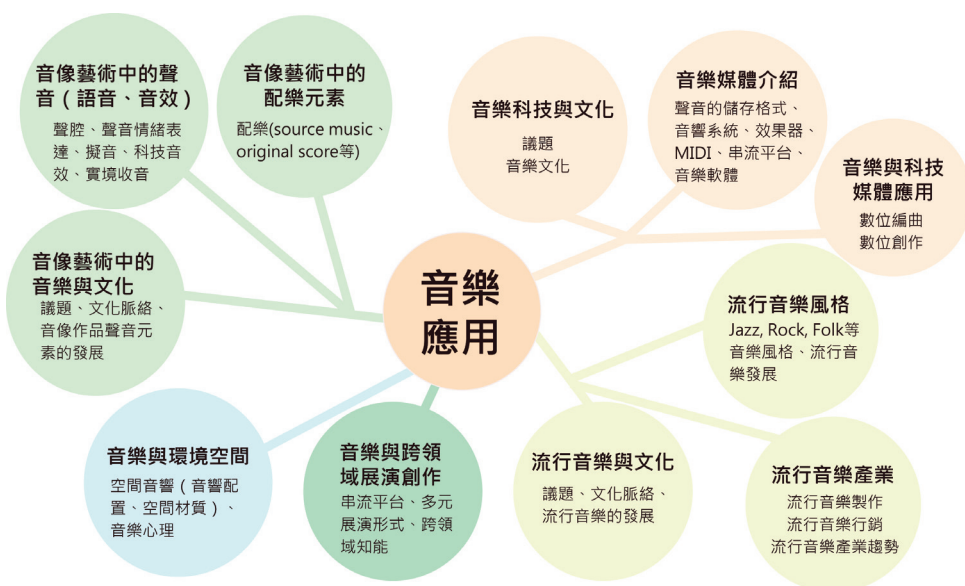 音像藝術中的聲
音（語音、音效）
聲腔、聲音情緒表
達、擬音、科技音
效、實境收音
音像藝術中的
配樂元素
配樂(source music、
original score等)
音樂科技與文化
議題
音樂文化
音樂媒體介紹
聲音的儲存格式、
音響系統、效果器、
MIDI、串流平台、
音樂軟體
音樂與科技
媒體應用
數位編曲
數位創作
音像藝術中的
音樂與文化
議題、文化脈絡、
音像作品聲音元
素的發展
音樂
應用
流行音樂風格
Jazz, Rock, Folk等
音樂風格、流行音
樂發展
音樂與環境空間
空間音響（音響配
置、空間材質）、
音樂心理
音樂與跨領
域展演創作
串流平台、多元
展演形式、跨領
域知能
流行音樂與文化
議題、文化脈絡、
流行音樂的發展
流行音樂產業
流行音樂製作
流行音樂行銷
流行音樂產業趨勢